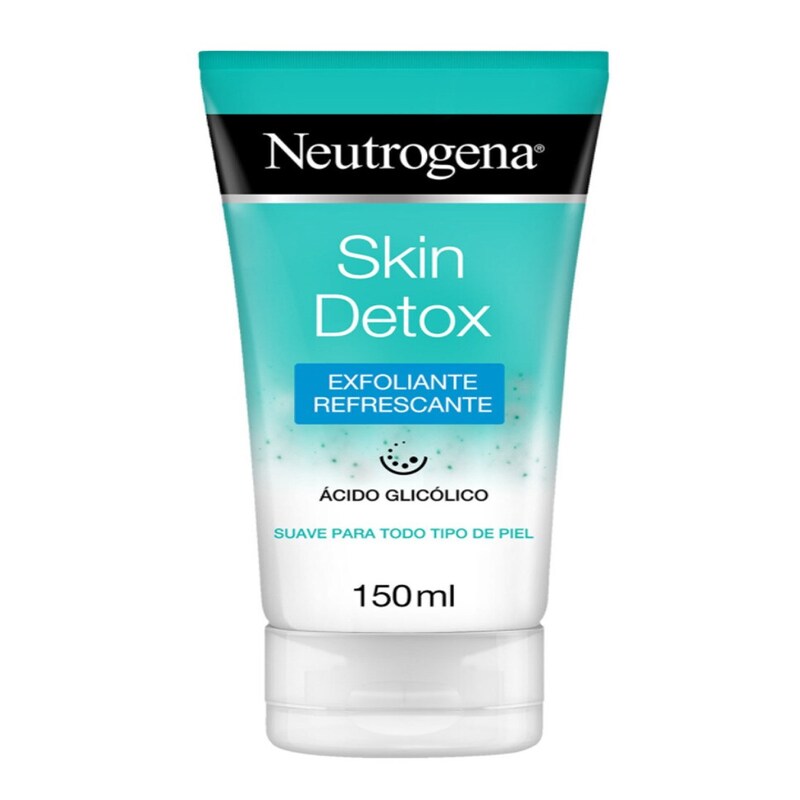 Neutrogena®
Skin
Detox
EXFOLIANTE
REFRESCANTE
ÁCIDO GLICÓLICO
SUAVE PARA TODO TIPO DE PIEL
150ml